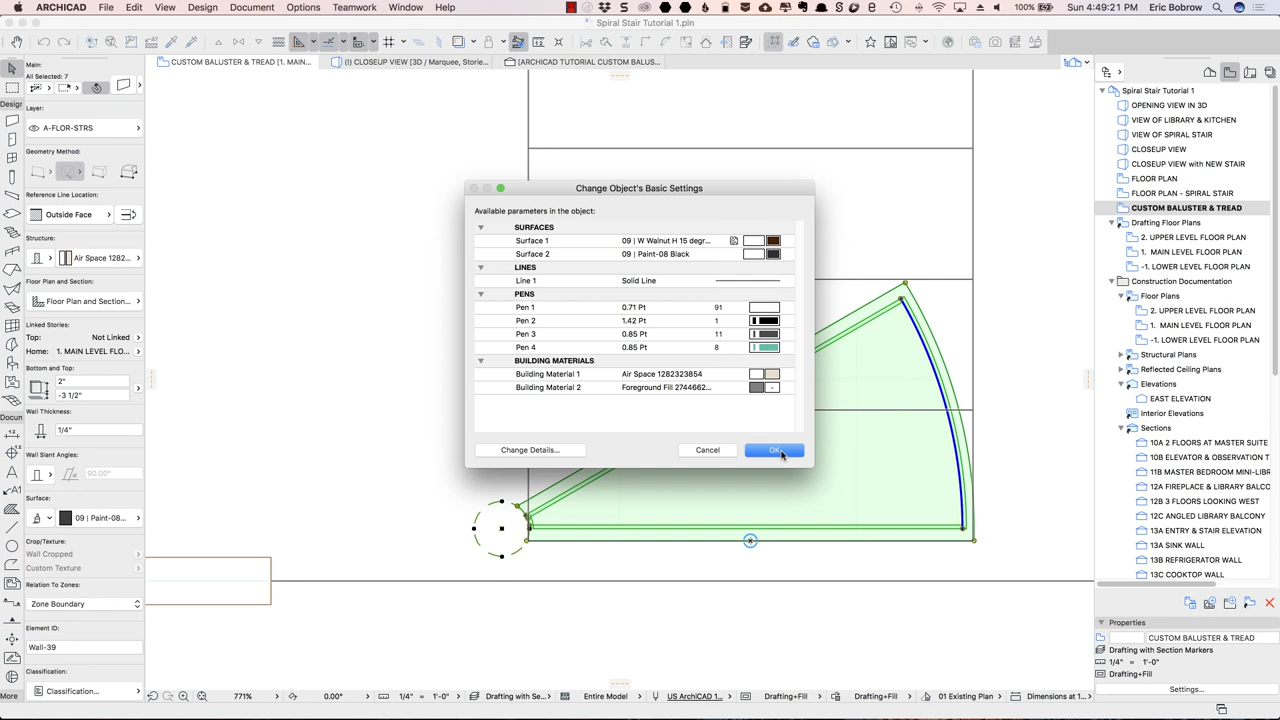 ARCHICAD File Edit View Design Document Options Teamwork Window Help 100% Sun 4:49:21 PM Eric Bobrow
Spiral Stair Tutorial 1.pln
CUSTOM BALUSTER & TREAD [1. MAIN...
(!) CLOSEUP VIEW [3D / Marquee, Storie...
[ARCHICAD TUTORIAL CUSTOM BALUS...
Main:
All Selected: 7
Design
Layer:
A-FLOR-STRS
Geometry Method:
Reference Line Location:
Outside Face
Structure:
Air Space 1282...
Floor Plan and Section:
Floor Plan and Section...
Linked Stories:
Top: Not Linked
Home: 1. MAIN LEVEL FLO...
Bottom and Top:
2"
-3 1/2"
Docum
Wall Thickness:
1/4"
Wall Slant Angles:
90.00°
Surface:
09 | Paint-08...
Crop/Texture:
Wall Cropped
Custom Texture
Relation To Zones:
Zone Boundary
Element ID:
Wall-39
Classification:
Classification...
More
Change Object's Basic Settings
Available parameters in the object:
SURFACES
Surface 1 09 | W Walnut H 15 degr...
Surface 2 09 | Paint-08 Black
LINES
Line 1 Solid Line
PENS
Pen 1 0.71 Pt 91
Pen 2 1.42 Pt 1
Pen 3 0.85 Pt 11
Pen 4 0.85 Pt 8
BUILDING MATERIALS
Building Material 1 Air Space 1282323854
Building Material 2 Foreground Fill 2744662...
Change Details... Cancel OK
Spiral Stair Tutorial 1
OPENING VIEW IN 3D
VIEW OF LIBRARY & KITCHEN
VIEW OF SPIRAL STAIR
CLOSEUP VIEW
CLOSEUP VIEW with NEW STAIR
FLOOR PLAN
FLOOR PLAN - SPIRAL STAIR
CUSTOM BALUSTER & TREAD
Drafting Floor Plans
2. UPPER LEVEL FLOOR PLAN
1. MAIN LEVEL FLOOR PLAN
-1. LOWER LEVEL FLOOR PLAN
Construction Documentation
Floor Plans
2. UPPER LEVEL FLOOR PLAN
1. MAIN LEVEL FLOOR PLAN
-1. LOWER LEVEL FLOOR PLAN
Structural Plans
Reflected Ceiling Plans
Elevations
EAST ELEVATION
Interior Elevations
Sections
10A 2 FLOORS AT MASTER SUITE
10B ELEVATOR & OBSERVATION
11B MASTER BEDROOM MINI-LIBR
12A FIREPLACE & LIBRARY BALCO
12B 3 FLOORS LOOKING WEST
12C ANGLED LIBRARY BALCONY
13A ENTRY & STAIR ELEVATION
13A SINK WALL
13B REFRIGERATOR WALL
13C COOKTOP WALL
Properties
CUSTOM BALUSTER & TREAD
Drafting with Section Markers
1/4" = 1'-0"
Drafting+Fill
Settings...
771% 0.00° 1/4" = 1'-0" Drafting with Se... Entire Model US ArchiCAD 1... Drafting+Fill Drafting+Fill 01 Existing Plan Dimensions at 1...